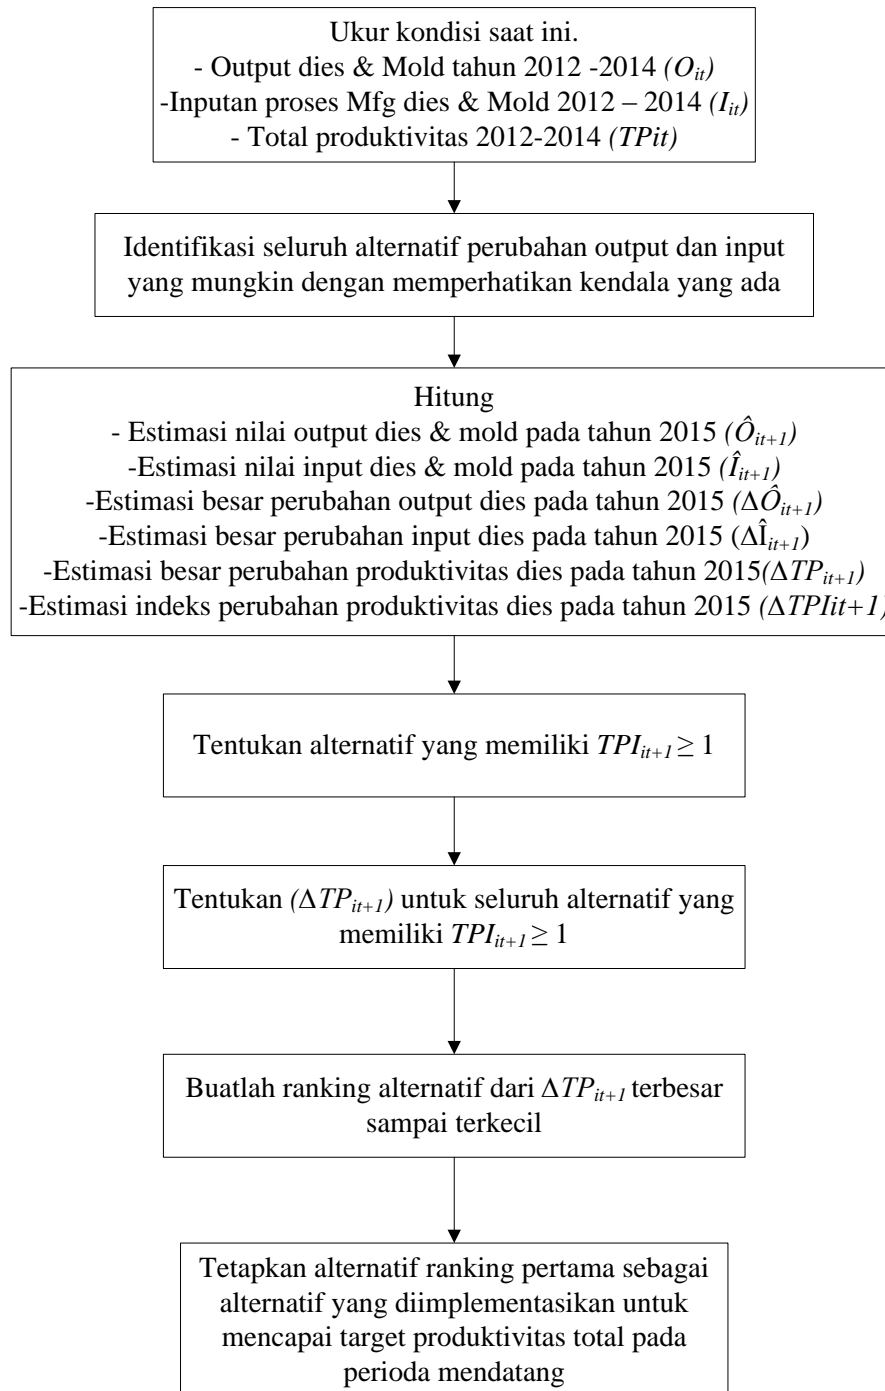 Ukur kondisi saat ini.
- Output dies & Mold tahun 2012 -2014 (Oit)
-Inputan proses Mfg dies & Mold 2012 – 2014 (Iit)
- Total produktivitas 2012-2014 (TPit)
Identifikasi seluruh alternatif perubahan output dan input
yang mungkin dengan memperhatikan kendala yang ada
Hitung
- Estimasi nilai output dies & mold pada tahun 2015 (Ôit+1)
-Estimasi nilai input dies & mold pada tahun 2015 (Îit+1)
-Estimasi besar perubahan output dies pada tahun 2015 (ΔÔit+1)
-Estimasi besar perubahan input dies pada tahun 2015 (ΔÎit+1)
-Estimasi besar perubahan produktivitas dies pada tahun 2015(ΔTPit+1)
-Estimasi indeks perubahan produktivitas dies pada tahun 2015 (ΔTPIit+1)
Tentukan alternatif yang memiliki TPIit+1 ≥ 1
Tentukan (ΔTPit+1) untuk seluruh alternatif yang
memiliki TPIit+1 ≥ 1
Buatlah ranking alternatif dari ΔTPit+1 terbesar
sampai terkecil
Tetapkan alternatif ranking pertama sebagai
alternatif yang diimplementasikan untuk
mencapai target produktivitas total pada
perioda mendatang